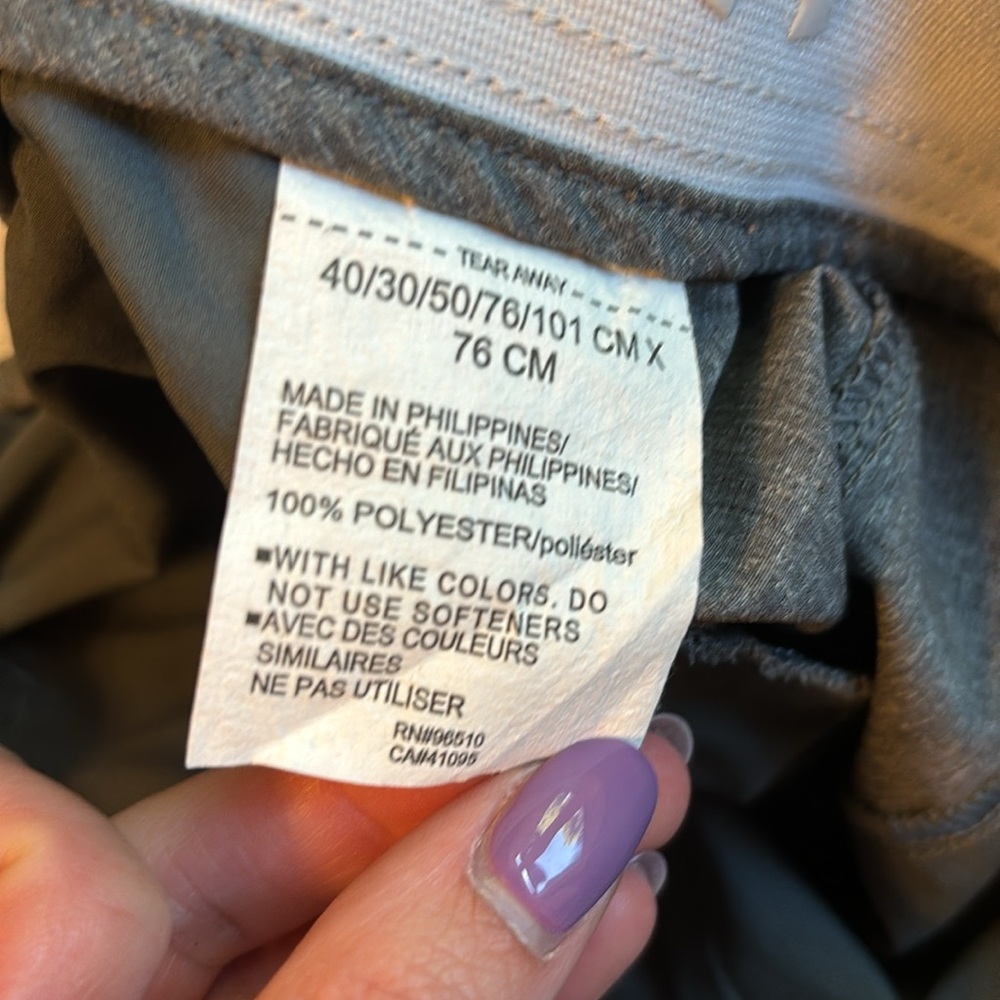 TEAR AWAY
40/30/50/76/101 CM X
76 CM
MADE IN PHILIPPINES/
FABRIQUÉ AUX PHILIPPINES/
HECHO EN FILIPINAS
100% POLYESTER/poliéster
■WITH LIKE COLORS. DO
NOT USE SOFTENERS
■AVEC DES COULEURS
SIMILAIRES
NE PAS UTILISER
RN#96510
CA#41095